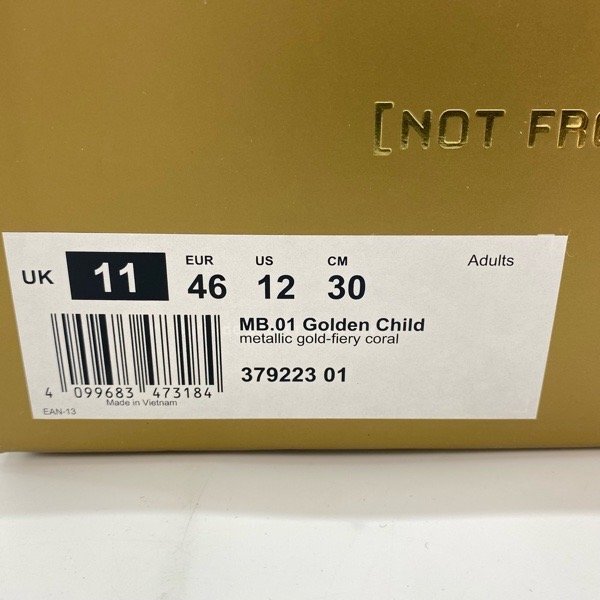 [NOT FRO
UK 11 EUR 46 US 12 CM 30 Adults
MB.01 Golden Child
metallic gold-fiery coral
379223 01
4 099683 473184
Made in Vietnam
EAN-13